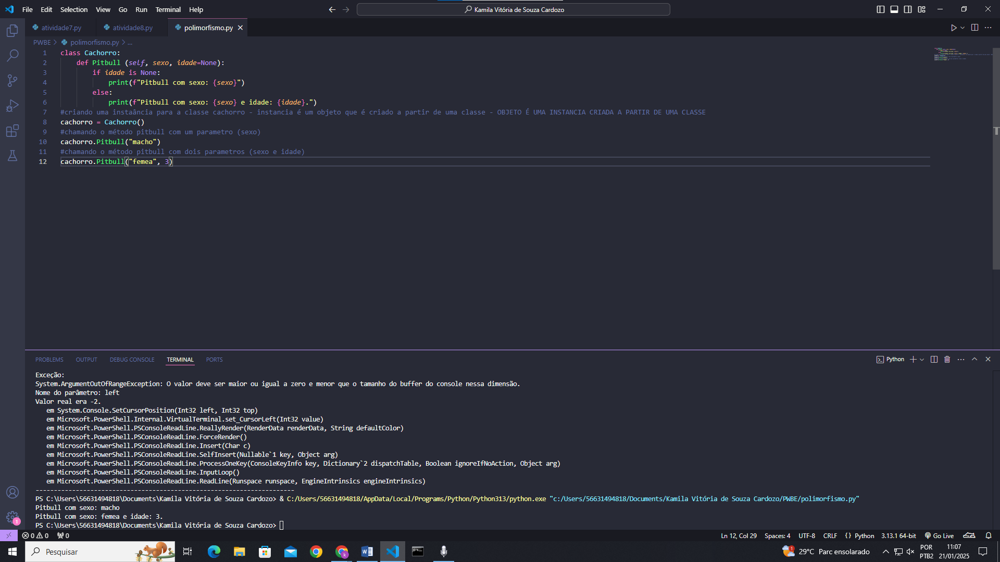 File Edit Selection View Go Run Terminal Help
Kamila Vitória de Souza Cardozo
atividade7.py
atividade8.py
polimorfismo.py
PWBE > polimorfismo.py > ...
1 class Cachorro:
2 def Pitbull (self, sexo, idade=None):
3 if idade is None:
4 print(f"Pitbull com sexo: {sexo}")
5 else:
6 print(f"Pitbull com sexo: {sexo} e idade: {idade}.")
7 #criando uma instaância para a classe cachorro - instancia é um objeto que é criado a partir de uma classe - OBJETO É UMA INSTANCIA CRIADA A PARTIR DE UMA CLASSE
8 cachorro = Cachorro()
9 #chamando o método pitbull com um parametro (sexo)
10 cachorro.Pitbull("macho")
11 #chamando o método pitbull com dois parametros (sexo e idade)
12 cachorro.Pitbull("femea", 3)
PROBLEMS OUTPUT DEBUG CONSOLE TERMINAL PORTS
Python
Exceção:
System.ArgumentOutOfRangeException: O valor deve ser maior ou igual a zero e menor que o tamanho do buffer do console nessa dimensão.
Nome do parâmetro: left
Valor real era -2.
em System.Console.SetCursorPosition(Int32 left, Int32 top)
em Microsoft.PowerShell.Internal.VirtualTerminal.set_CursorLeft(Int32 value)
em Microsoft.PowerShell.PSConsoleReadLine.ReallyRender(RenderData renderData, String defaultColor)
em Microsoft.PowerShell.PSConsoleReadLine.ForceRender()
em Microsoft.PowerShell.PSConsoleReadLine.Insert(Char c)
em Microsoft.PowerShell.PSConsoleReadLine.SelfInsert(Nullable`1 key, Object arg)
em Microsoft.PowerShell.PSConsoleReadLine.ProcessOneKey(ConsoleKeyInfo key, Dictionary`2 dispatchTable, Boolean ignoreIfNoAction, Object arg)
em Microsoft.PowerShell.PSConsoleReadLine.InputLoop()
em Microsoft.PowerShell.PSConsoleReadLine.ReadLine(Runspace runspace, EngineIntrinsics engineIntrinsics)
-----------------------------------------------------------------------
PS C:\Users\56631494818\Documents\Kamila Vitória de Souza Cardozo> & C:/Users/56631494818/AppData/Local/Programs/Python/Python313/python.exe "c:/Users/56631494818/Documents/Kamila Vitória de Souza Cardozo/PWBE/polimorfismo.py"
Pitbull com sexo: macho
Pitbull com sexo: femea e idade: 3.
PS C:\Users\56631494818\Documents\Kamila Vitória de Souza Cardozo>
1
0 0 0
Ln 12, Col 29 Spaces: 4 UTF-8 CRLF {} Python 3.13.1 64-bit Go Live
Pesquisar
k
1
29°C Parc ensolarado
POR
PTB2
11:07
21/01/2025